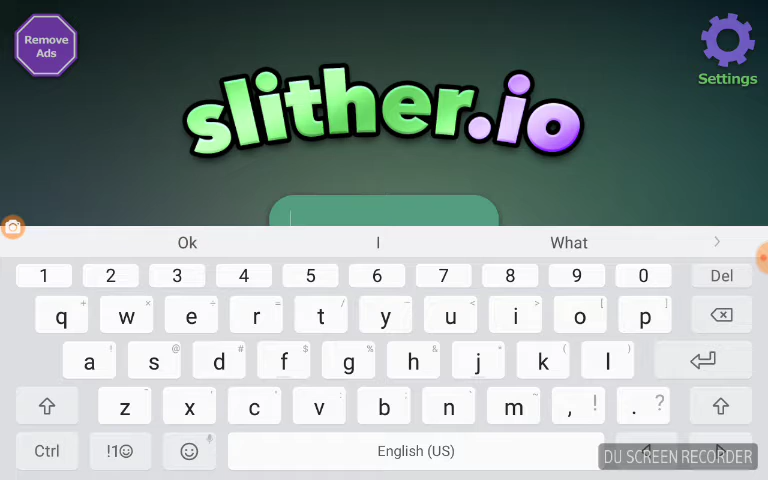 Remove
Ads
slither.io
Settings
Ok I What
1 2 3 4 5 6 7 8 9 0 Del
q w e r t y u i o p
a s d f g h j k l
z x c v b n m , ! . ?
Ctrl !1☺ English (US)
DU SCREEN RECORDER